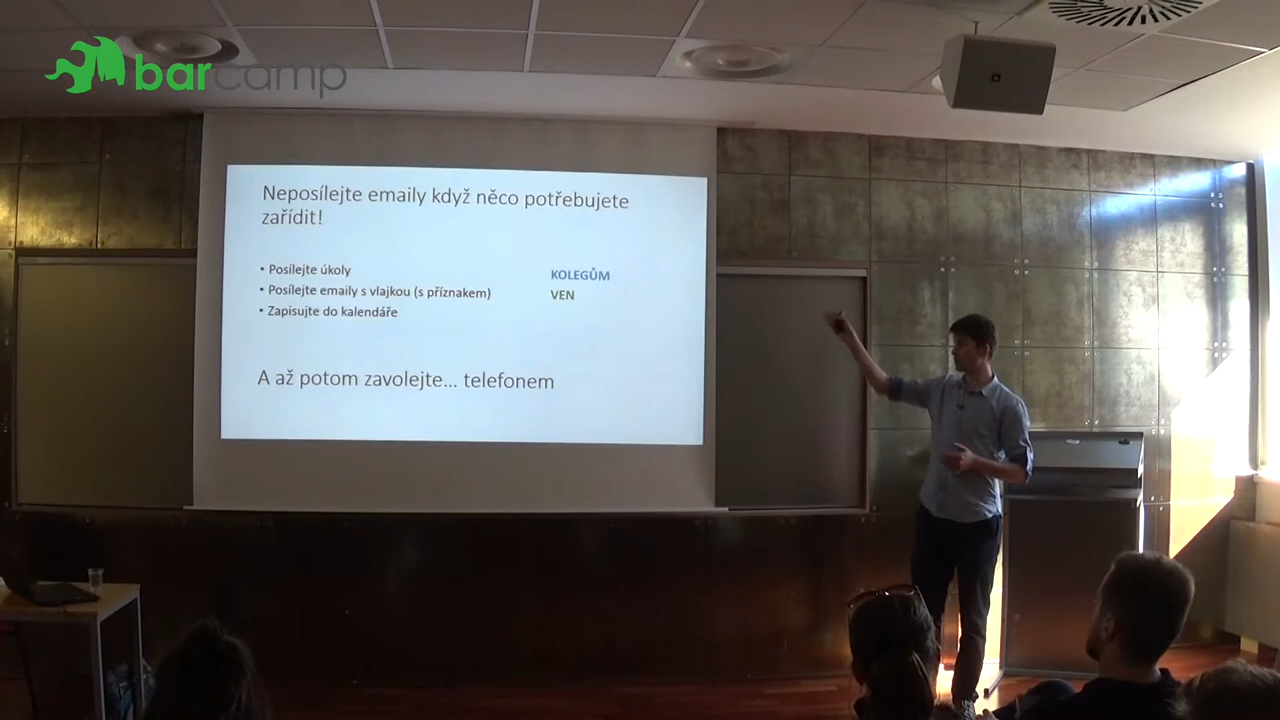 barcamp
Neposílejte emaily když něco potřebujete
zařídit!
• Posílejte úkoly
KOLEGŮM
• Posílejte emaily s vlajkou (s příznakem)
VEN
• Zapisujte do kalendáře
A až potom zavolejte... telefonem